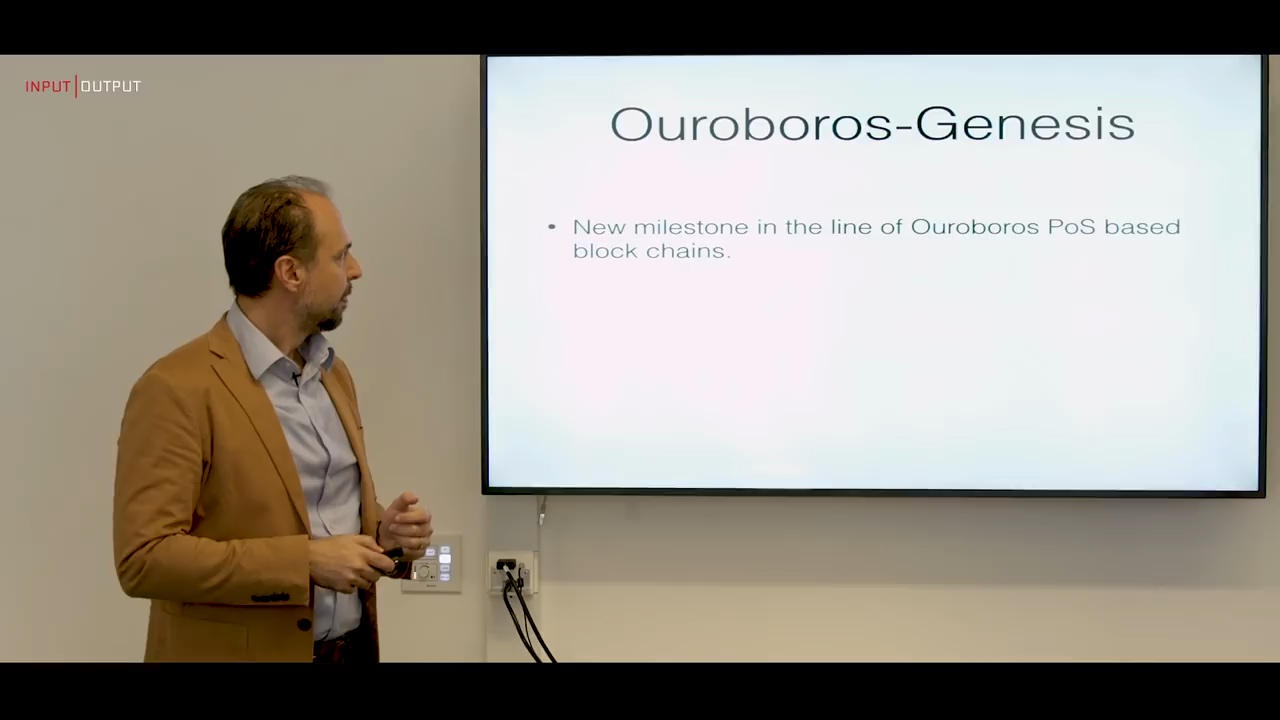 INPUT|OUTPUT
Ouroboros-Genesis
• New milestone in the line of Ouroboros PoS based
block chains.